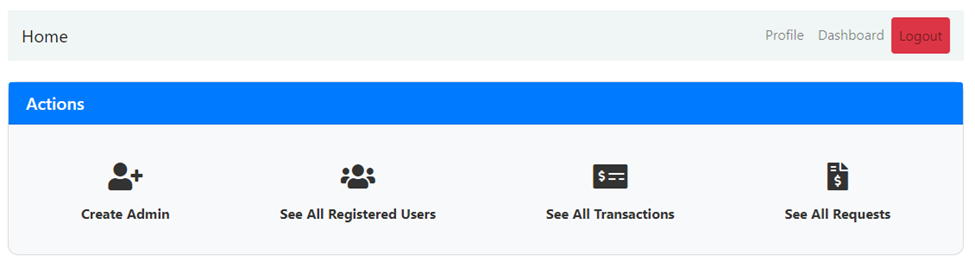 Home Profile Dashboard Logout
Actions
Create Admin See All Registered Users See All Transactions See All Requests